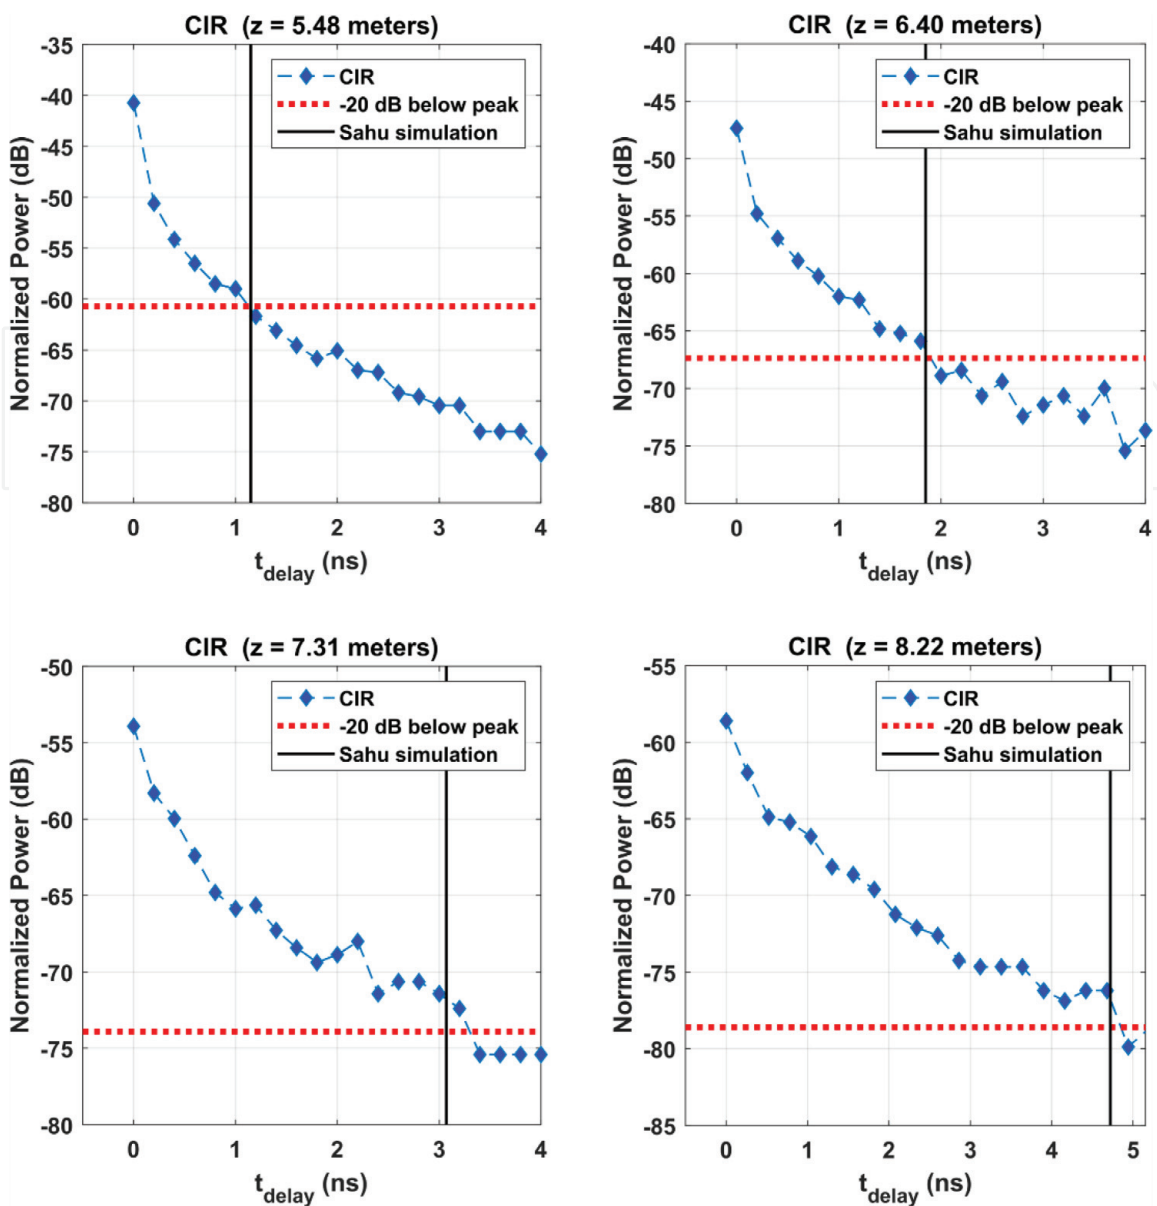 CIR (z = 5.48 meters)
-35
-40
-45
-50
-55
-60
-65
-70
-75
-80
Normalized Power (dB)
CIR
-20 dB below peak
Sahu simulation
0 1 2 3 4
t_delay (ns)
CIR (z = 6.40 meters)
-40
-45
-50
-55
-60
-65
-70
-75
-80
Normalized Power (dB)
CIR
-20 dB below peak
Sahu simulation
0 1 2 3 4
t_delay (ns)
CIR (z = 7.31 meters)
-50
-55
-60
-65
-70
-75
-80
Normalized Power (dB)
CIR
-20 dB below peak
Sahu simulation
0 1 2 3 4
t_delay (ns)
CIR (z = 8.22 meters)
-55
-60
-65
-70
-75
-80
-85
Normalized Power (dB)
CIR
-20 dB below peak
Sahu simulation
0 1 2 3 4 5
t_delay (ns)